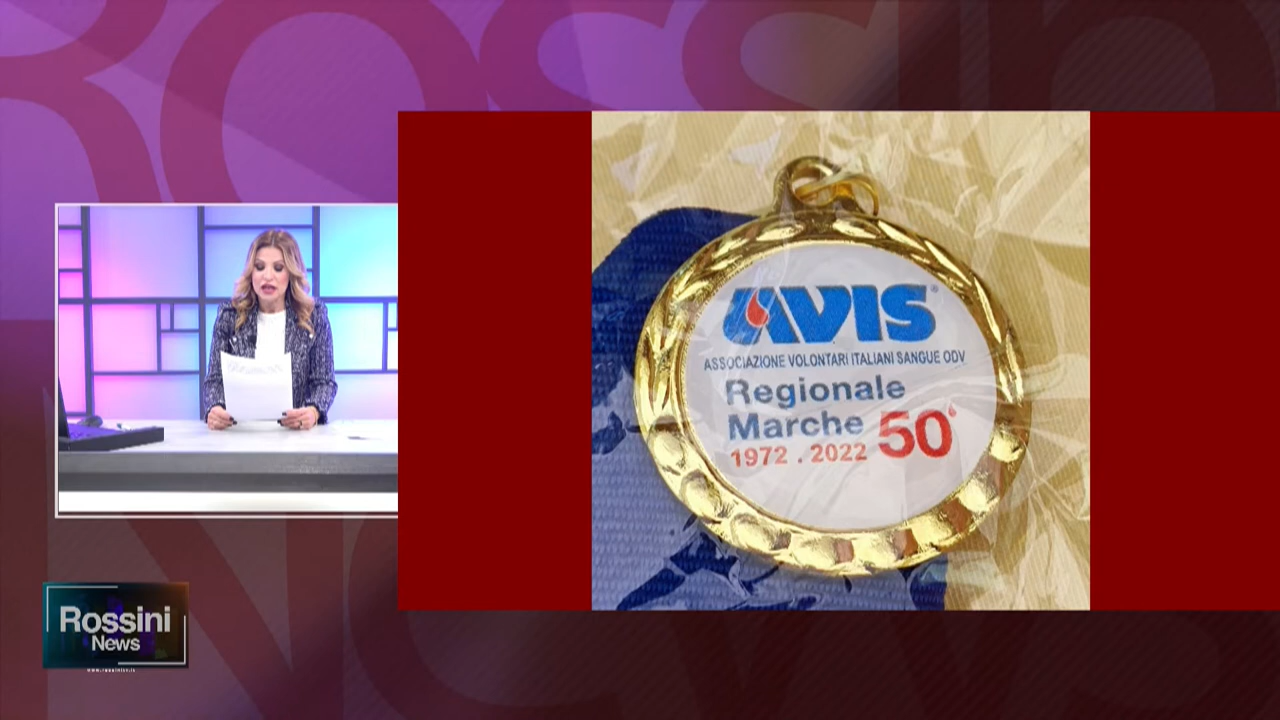 AVIS
ASSOCIAZIONE VOLONTARI ITALIANI SANGUE ODV
Regionale
Marche 50°
1972 . 2022
Rossini
News